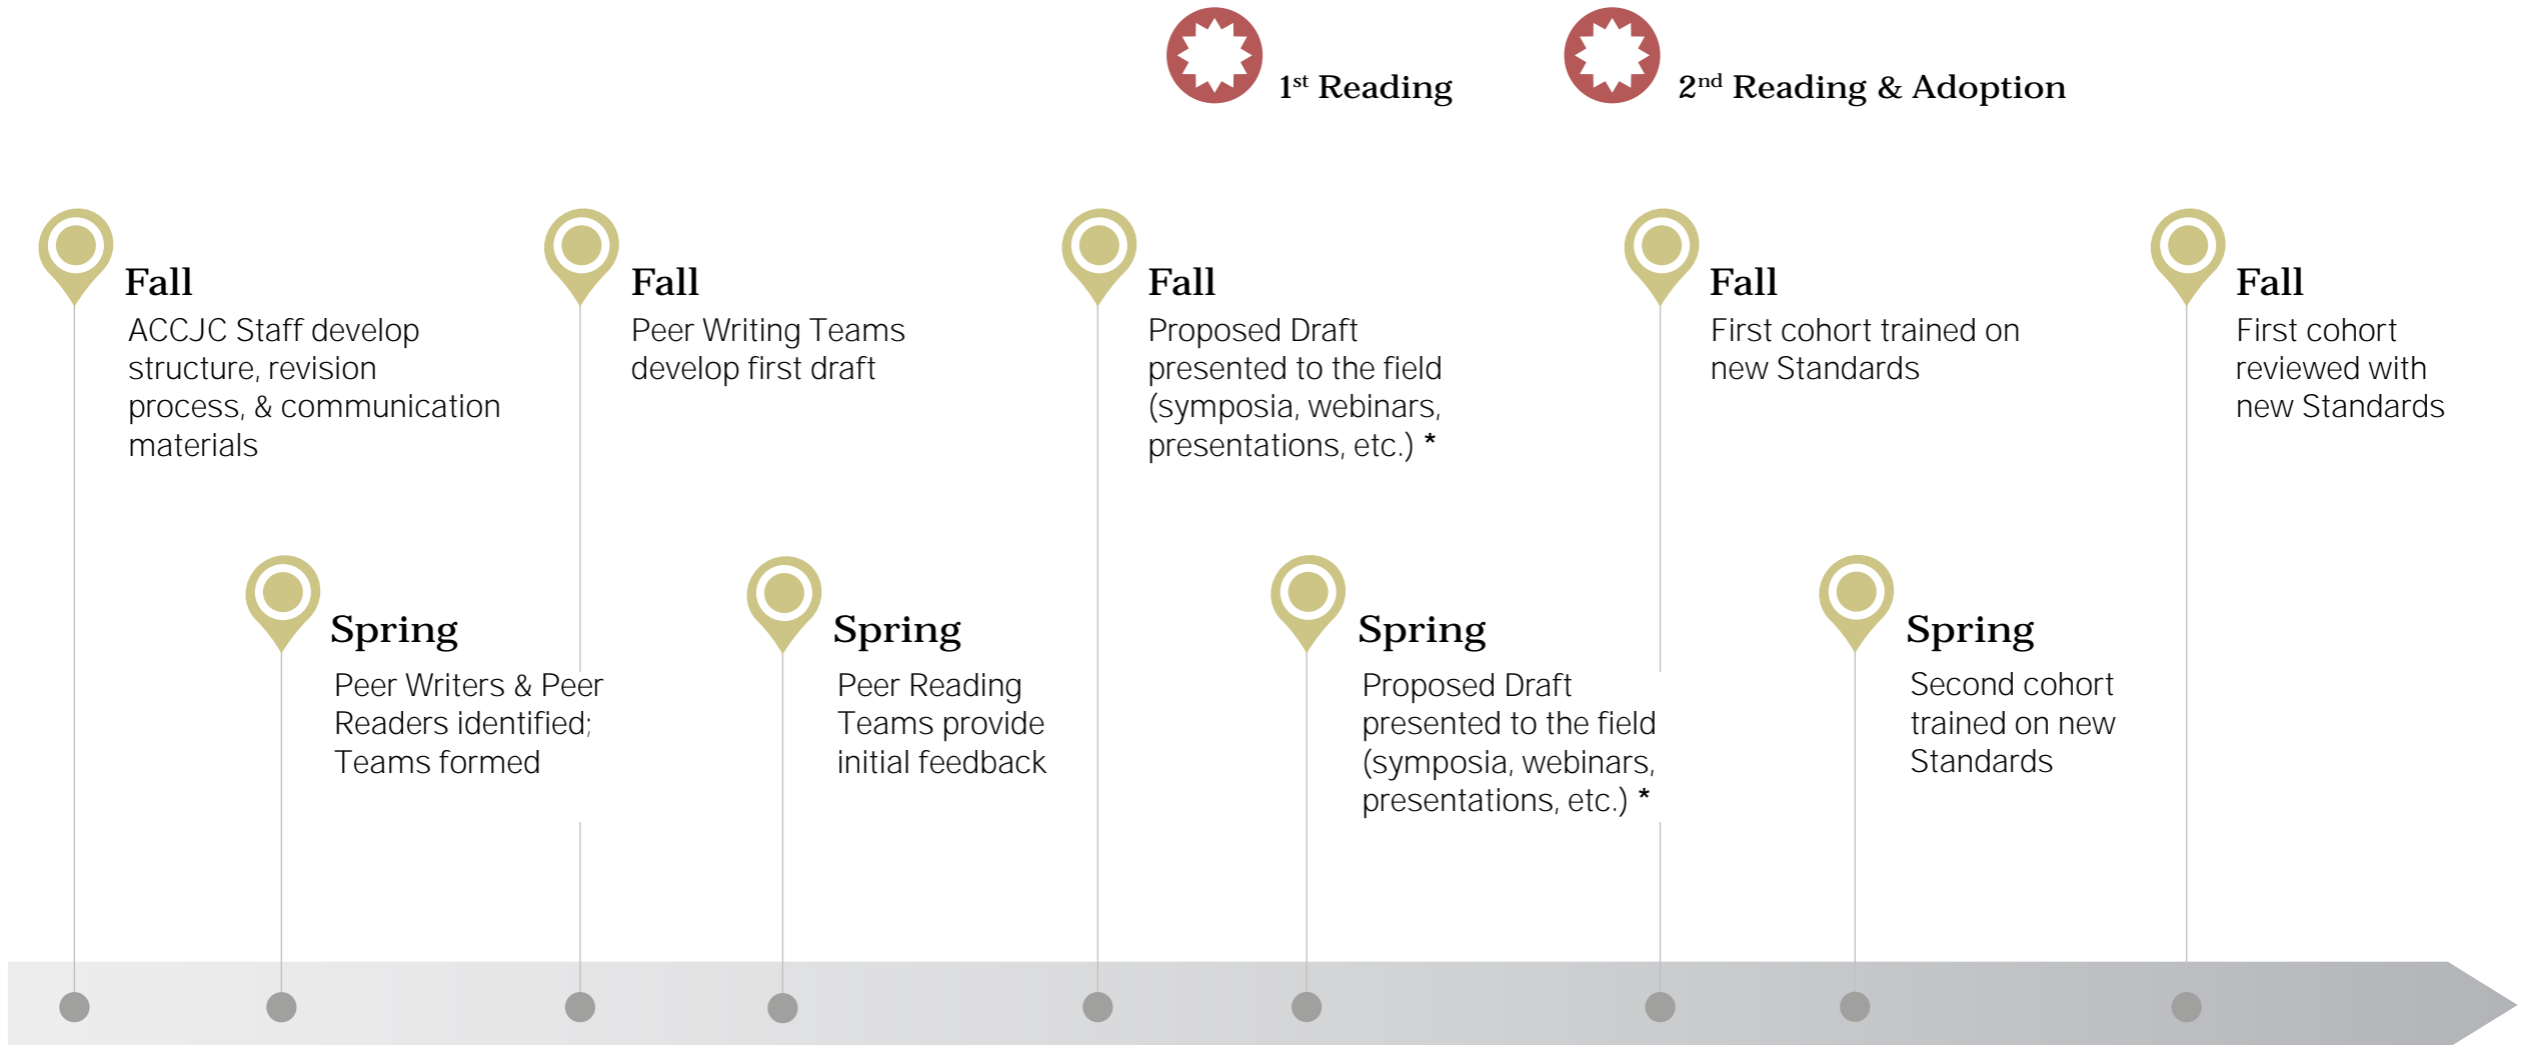 1st Reading
2nd Reading & Adoption
Fall
ACCJC Staff develop
structure, revision
process, & communication
materials
Fall
Peer Writing Teams
develop first draft
Fall
Proposed Draft
presented to the field
(symposia, webinars,
presentations, etc.) *
Fall
First cohort trained on
new Standards
Fall
First cohort
reviewed with
new Standards
Spring
Peer Writers & Peer
Readers identified;
Teams formed
Spring
Peer Reading
Teams provide
initial feedback
Spring
Proposed Draft
presented to the field
(symposia, webinars,
presentations, etc.) *
Spring
Second cohort
trained on new
Standards